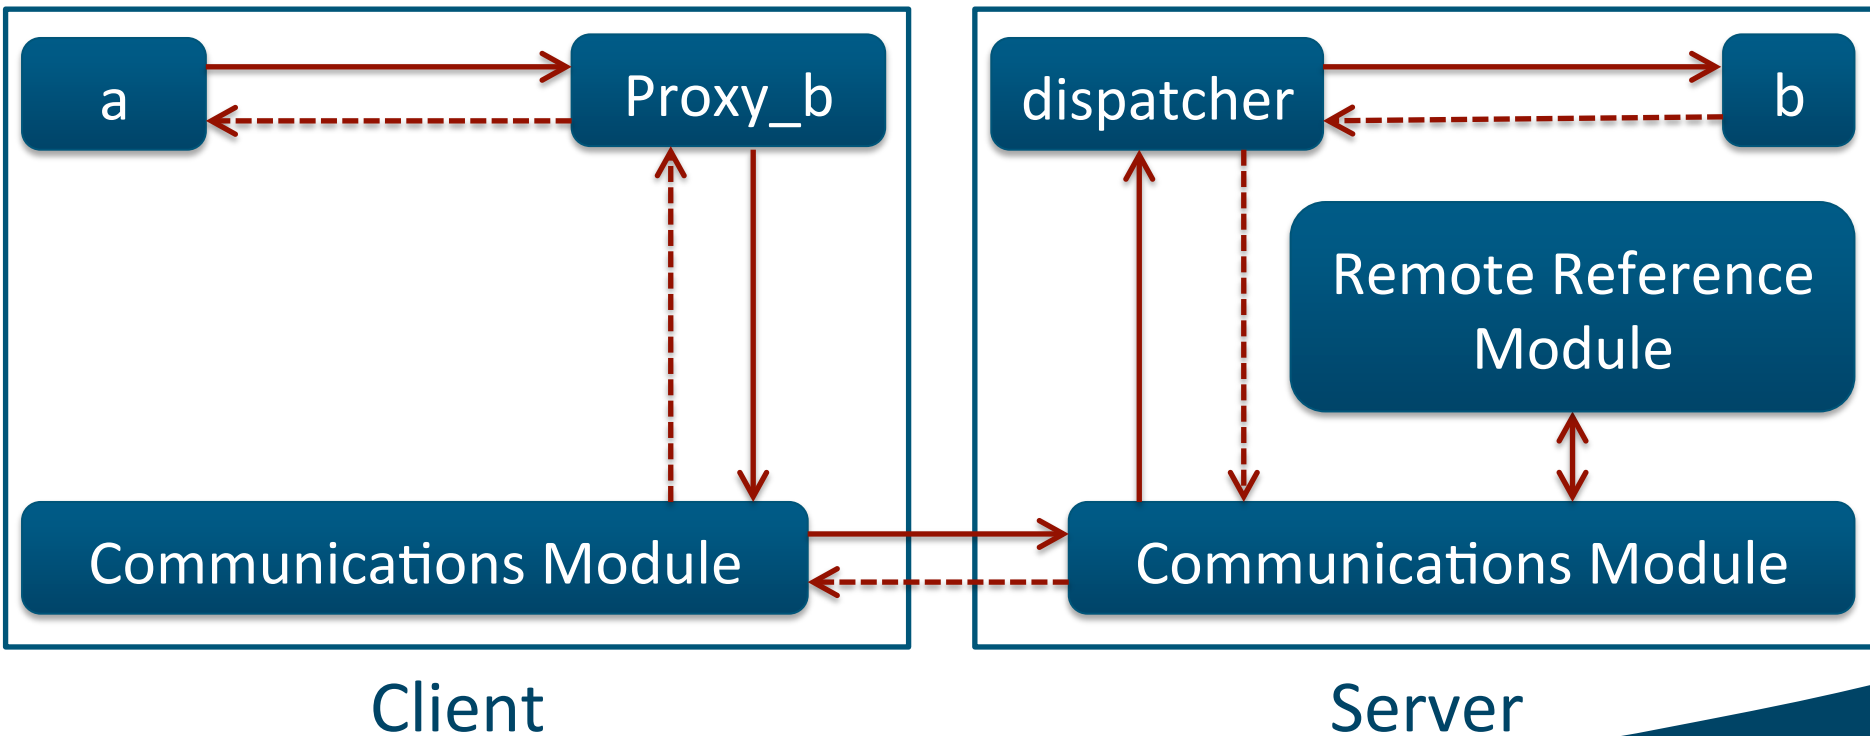 a
Proxy_b
dispatcher
b
Remote Reference
Module
Communications Module
Communications Module
Client
Server